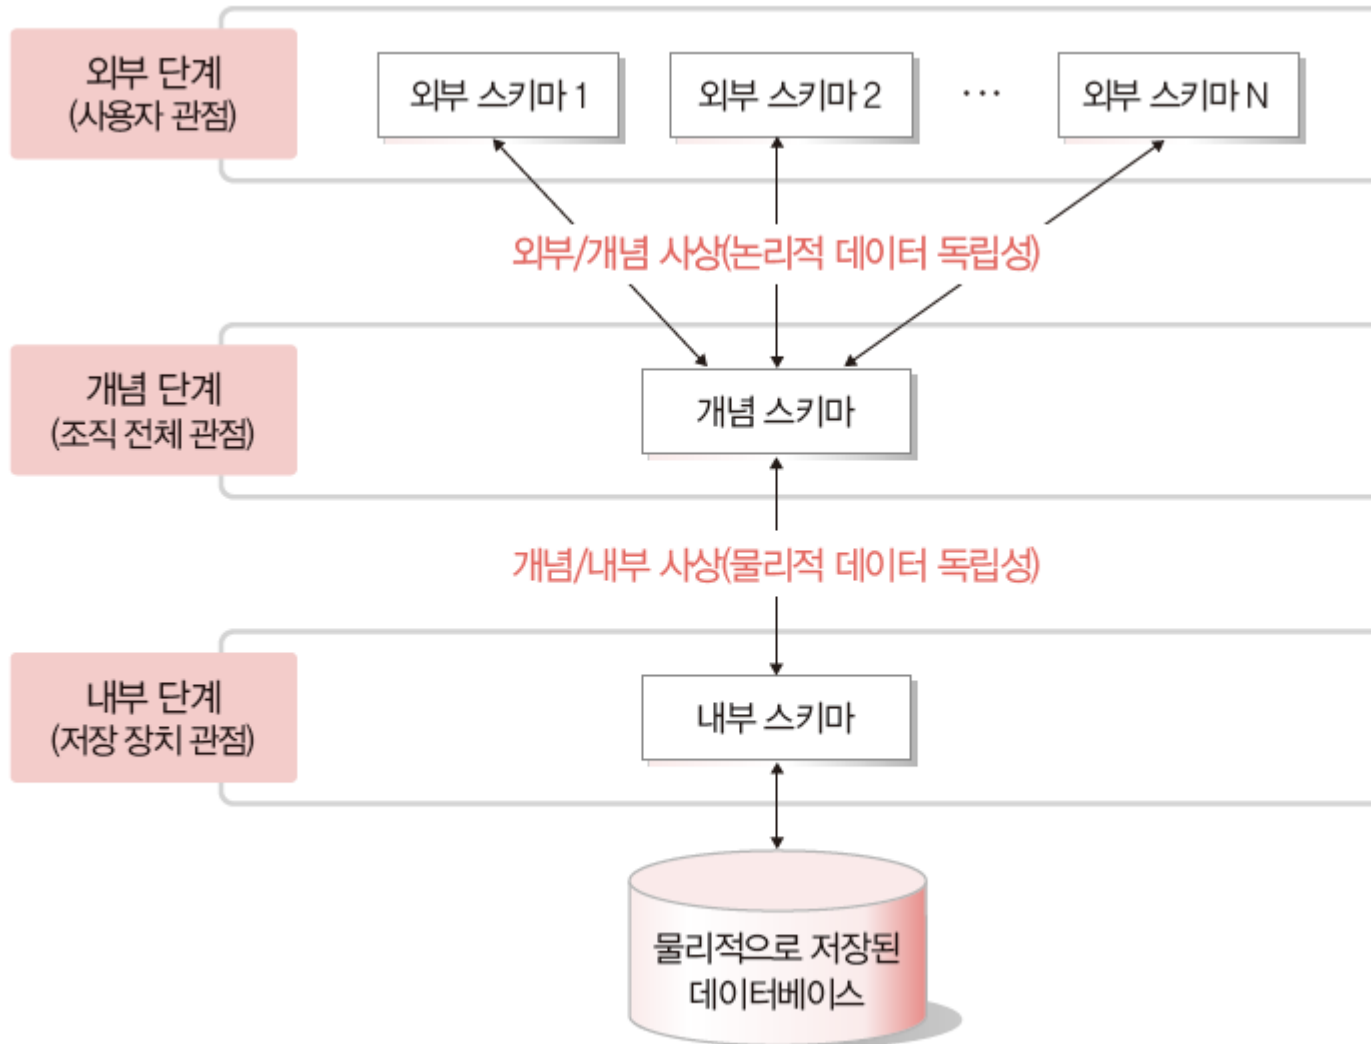 외부 단계
(사용자 관점)
외부 스키마 1
외부 스키마 2
···
외부 스키마 N
외부/개념 사상(논리적 데이터 독립성)
개념 단계
(조직 전체 관점)
개념 스키마
개념/내부 사상(물리적 데이터 독립성)
내부 단계
(저장 장치 관점)
내부 스키마
물리적으로 저장된
데이터베이스